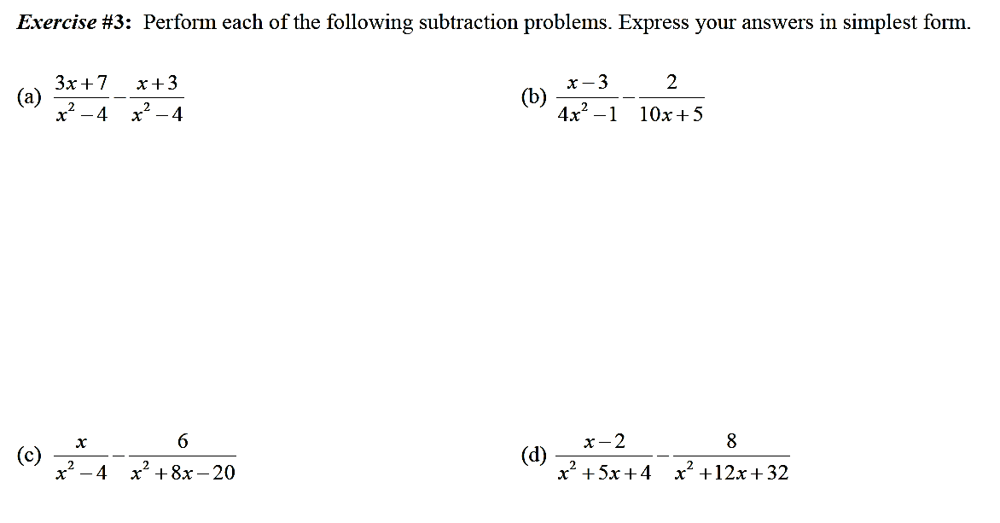 Exercise #3: Perform each of the following subtraction problems. Express your answers in simplest form.
(a) \frac{3x+7}{x^2-4} - \frac{x+3}{x^2-4}
(b) \frac{x-3}{4x^2-1} - \frac{2}{10x+5}
(c) \frac{x}{x^2-4} - \frac{6}{x^2+8x-20}
(d) \frac{x-2}{x^2+5x+4} - \frac{8}{x^2+12x+32}